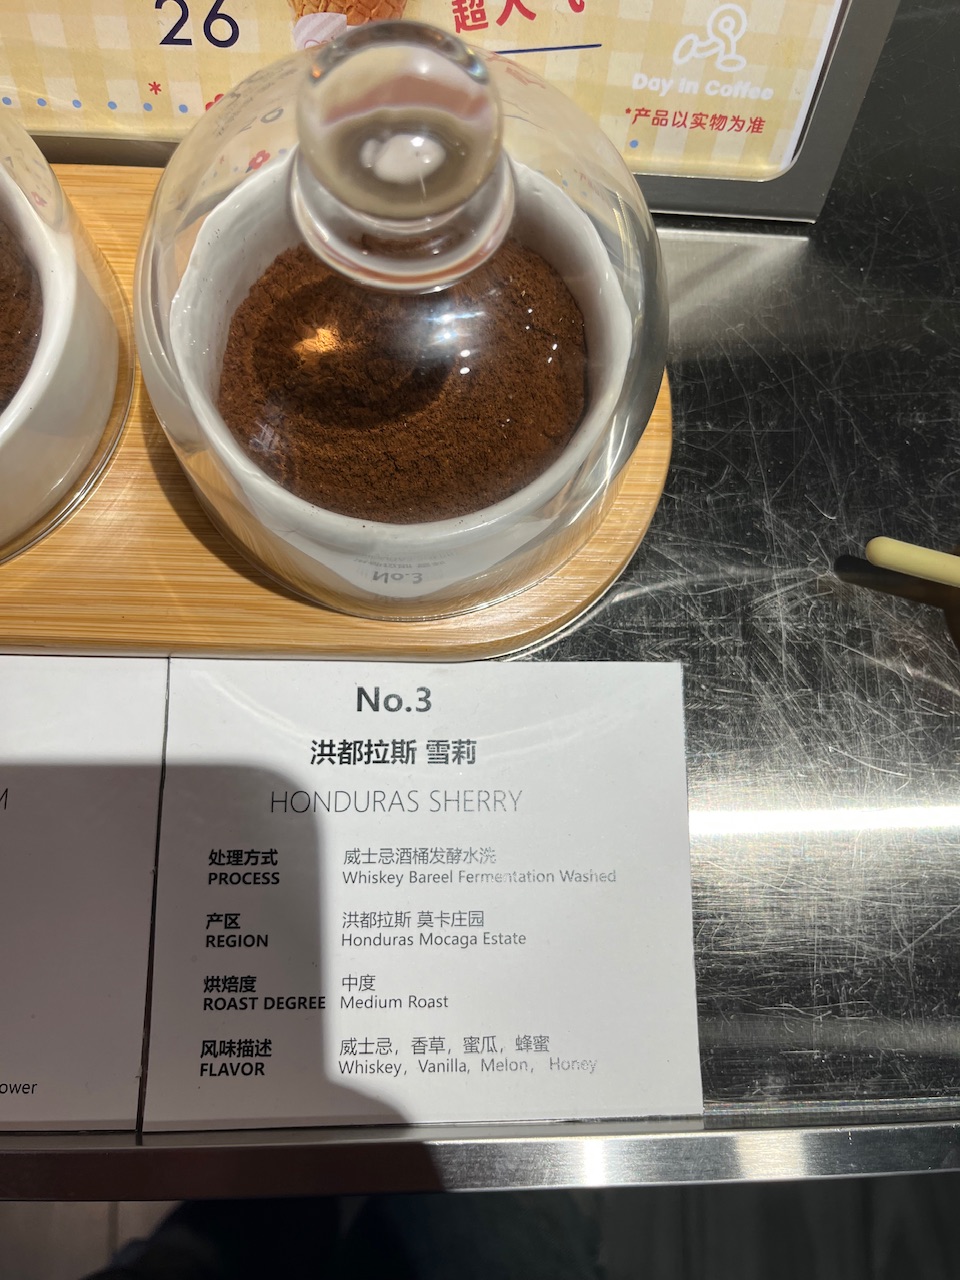 26
超人气
Day In Coffee
*产品以实物为准
No.3
No.3
洪都拉斯 雪莉
HONDURAS SHERRY
处理方式 威士忌酒桶发酵水洗
PROCESS Whiskey Bareel Fermentation Washed
产区 洪都拉斯 莫卡庄园
REGION Honduras Mocaga Estate
烘焙度 中度
ROAST DEGREE Medium Roast
风味描述 威士忌，香草，蜜瓜，蜂蜜
FLAVOR Whiskey, Vanilla, Melon, Honey
ower